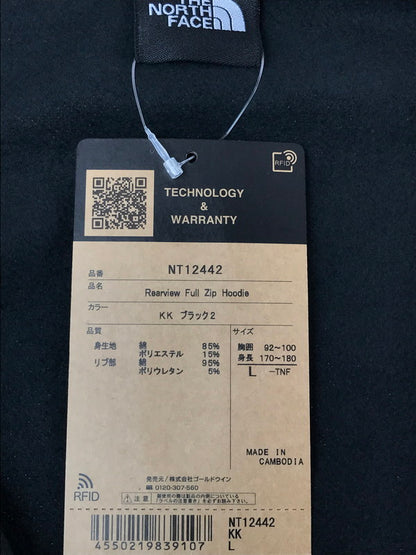 THE
NORTH
FACE
RFID
TECHNOLOGY
&
WARRANTY
品番 NT12442
品名 Rearview Full Zip Hoodie
カラー KK ブラック2
品質
身生地 綿 85%
ポリエステル 15%
リブ部 綿 95%
ポリウレタン 5%
サイズ
胸囲 92~100
身長 170~180
L -TNF
MADE IN
CAMBODIA
RFID
発売元/株式会社ゴールドウイン
0120-307-560
注意
4550219839107
NT12442
KK
L